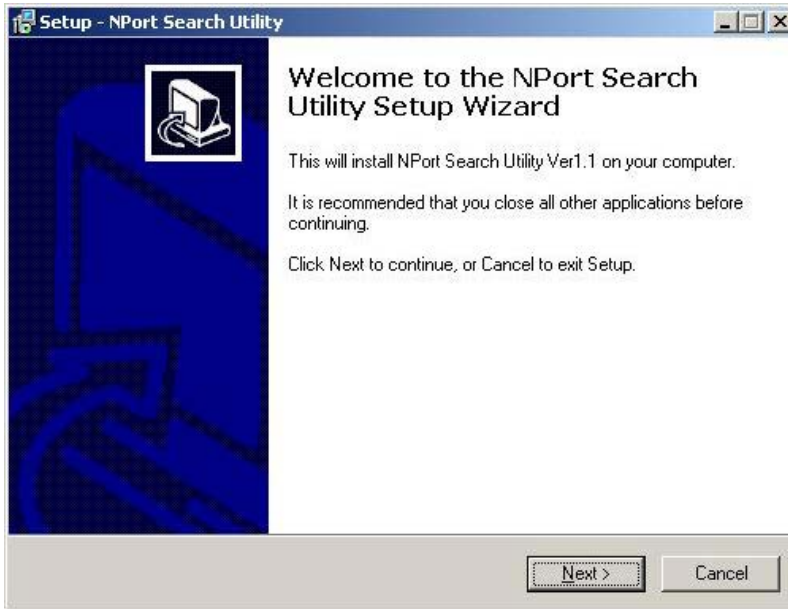 Setup - NPort Search Utility
Welcome to the NPort Search
Utility Setup Wizard
This will install NPort Search Utility Ver1.1 on your computer.
It is recommended that you close all other applications before
continuing.
Click Next to continue, or Cancel to exit Setup.
Next >
Cancel